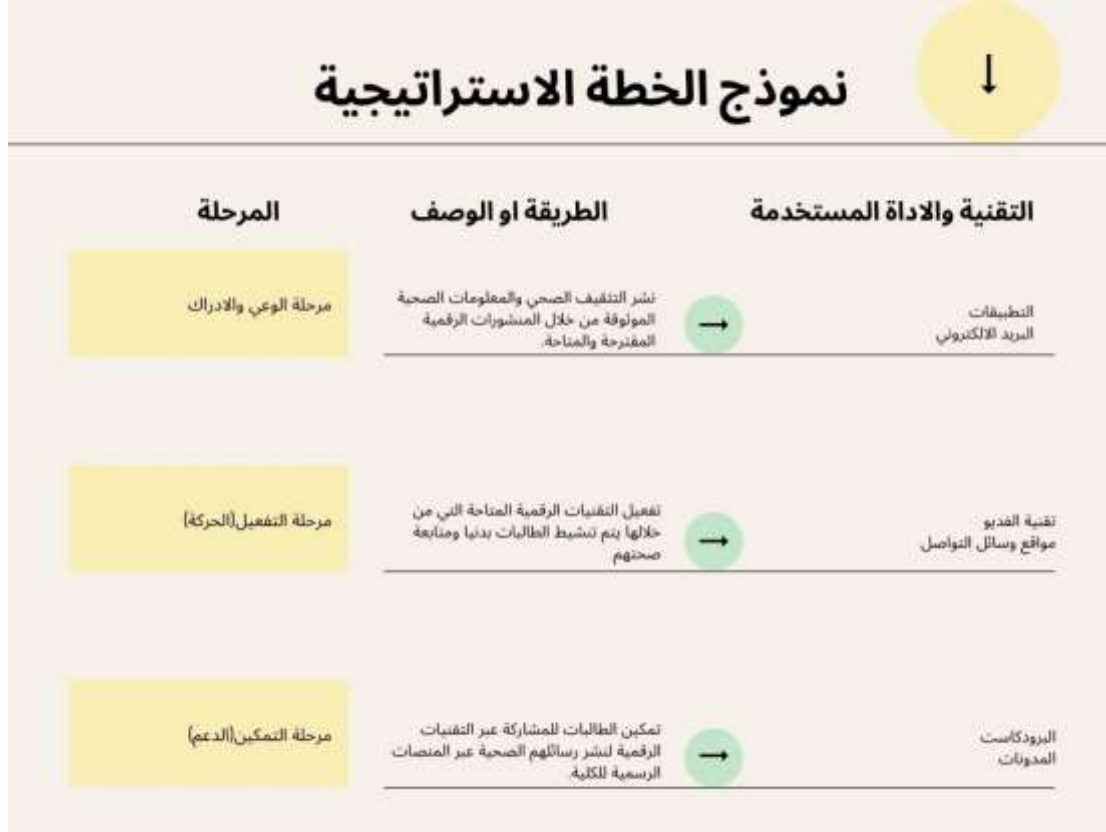 نموذج الخطة الاستراتيجية
التقنية والاداة المستخدمة
الطريقة او الوصف
المرحلة
التطبيقات
البريد الالكتروني
نشر التثقيف الصحي والمعلومات الصحية
الموثوقة من خلال المنشورات الرقمية
المقترحة والمتاحة.
مرحلة الوعي والادراك
تقنية الفديو
مواقع وسائل التواصل
تفعيل التقنيات الرقمية المتاحة التي من
خلالها يتم تنشيط الطالبات بدنيا ومتابعة
صحتهم
مرحلة التفعيل(الحركة)
البرودكاست
المدونات
تمكين الطالبات للمشاركة عبر التقنيات
الرقمية لنشر رسائلهم الصحية عبر المنصات
الرسمية للكلية.
مرحلة التمكين(الدعم)